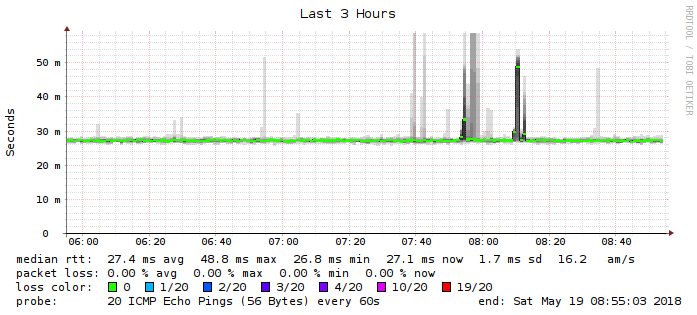 Last 3 Hours
RRDTOOL / TOBI OETIKER
Seconds
50 m
40 m
30 m
20 m
10 m
0
06:00 06:20 06:40 07:00 07:20 07:40 08:00 08:20 08:40
median rtt: 27.4 ms avg 48.8 ms max 26.8 ms min 27.1 ms now 1.7 ms sd 16.2 am/s
packet loss: 0.00 % avg 0.00 % max 0.00 % min 0.00 % now
loss color: 0 1/20 2/20 3/20 4/20 10/20 19/20
probe: 20 ICMP Echo Pings (56 Bytes) every 60s end: Sat May 19 08:55:03 2018